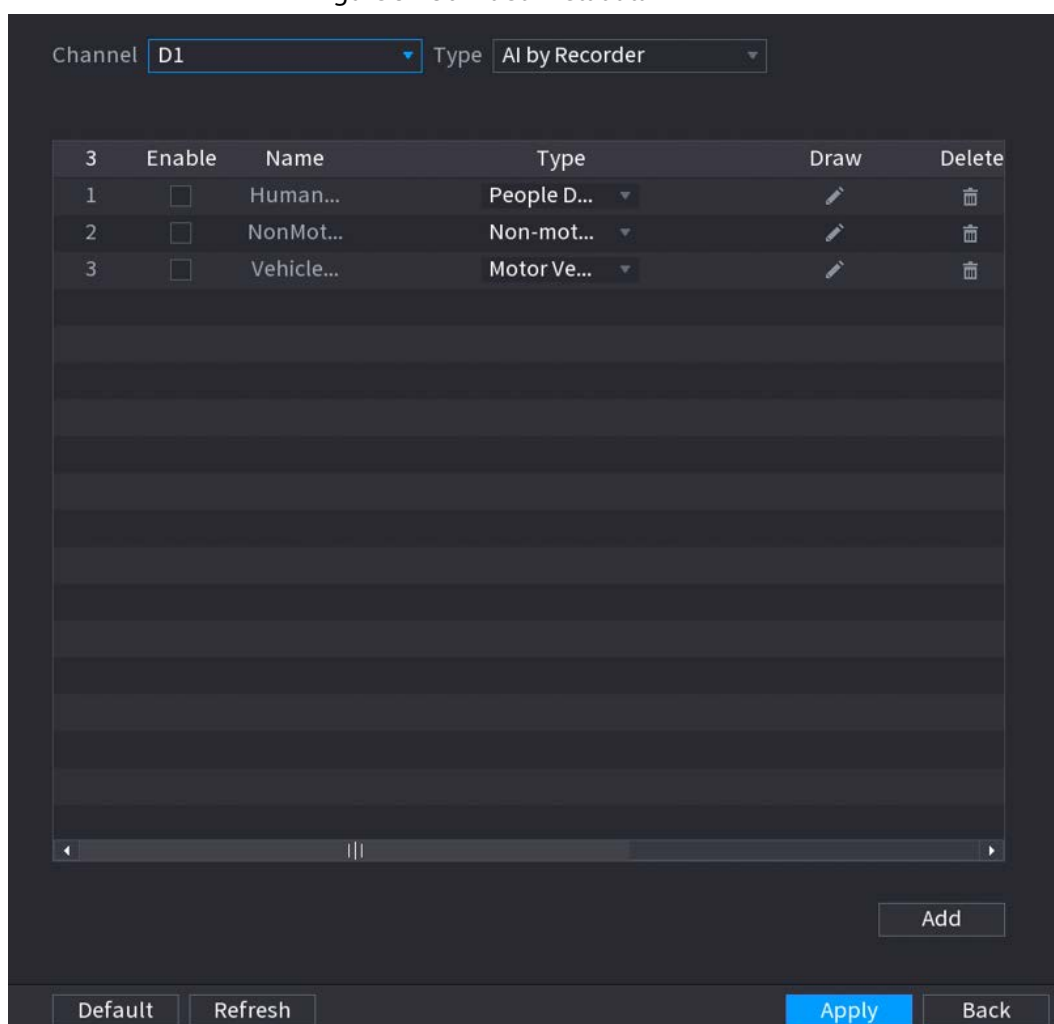 Channel D1 Type AI by Recorder
3 Enable Name Type Draw Delete
1 Human... People D...
2 NonMot... Non-mot...
3 Vehicle... Motor Ve...
Add
Default Refresh Apply Back